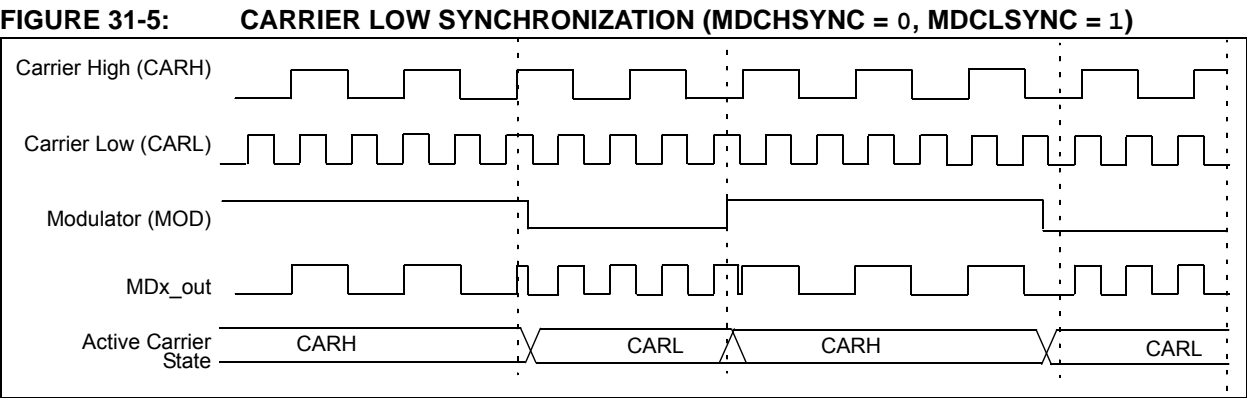 FIGURE 31-5: CARRIER LOW SYNCHRONIZATION (MDCHSYNC = 0, MDCLSYNC = 1)
Carrier High (CARH)
Carrier Low (CARL)
Modulator (MOD)
MDx_out
Active Carrier
State
CARH
CARL
CARH
CARL